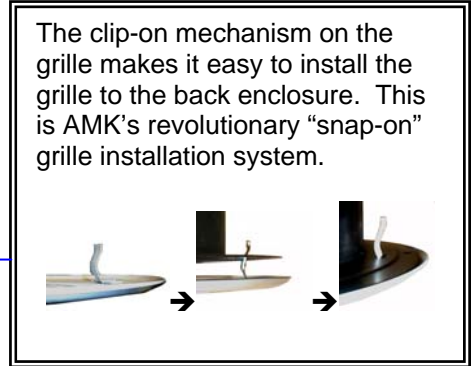 The clip-on mechanism on the
grille makes it easy to install the
grille to the back enclosure.  This
is AMK’s revolutionary “snap-on”
grille installation system.